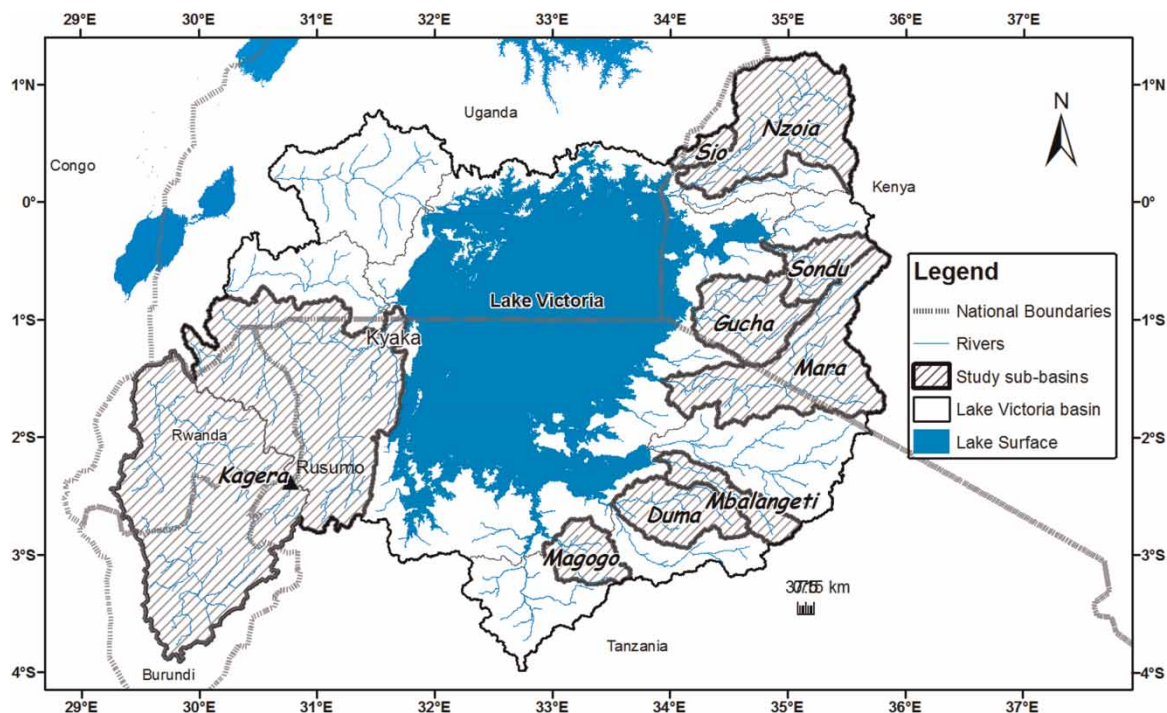 29°E 30°E 31°E 32°E 33°E 34°E 35°E 36°E 37°E
1°N 1°N
N
Uganda
Nzoia
Sio
Congo
Kenya
0° 0°
Sondu
Legend
Lake Victoria
National Boundaries
1°S Gucha 1°S
Kyaka
Rivers
Mara
Study sub-basins
Lake Victoria basin
2°S Rwanda 2°S
Lake Surface
Kagera Rusumo
Mbalangeti
Duma
3°S Magogo 3°S
km
Tanzania
4°S Burundi 4°S
29°E 30°E 31°E 32°E 33°E 34°E 35°E 36°E 37°E